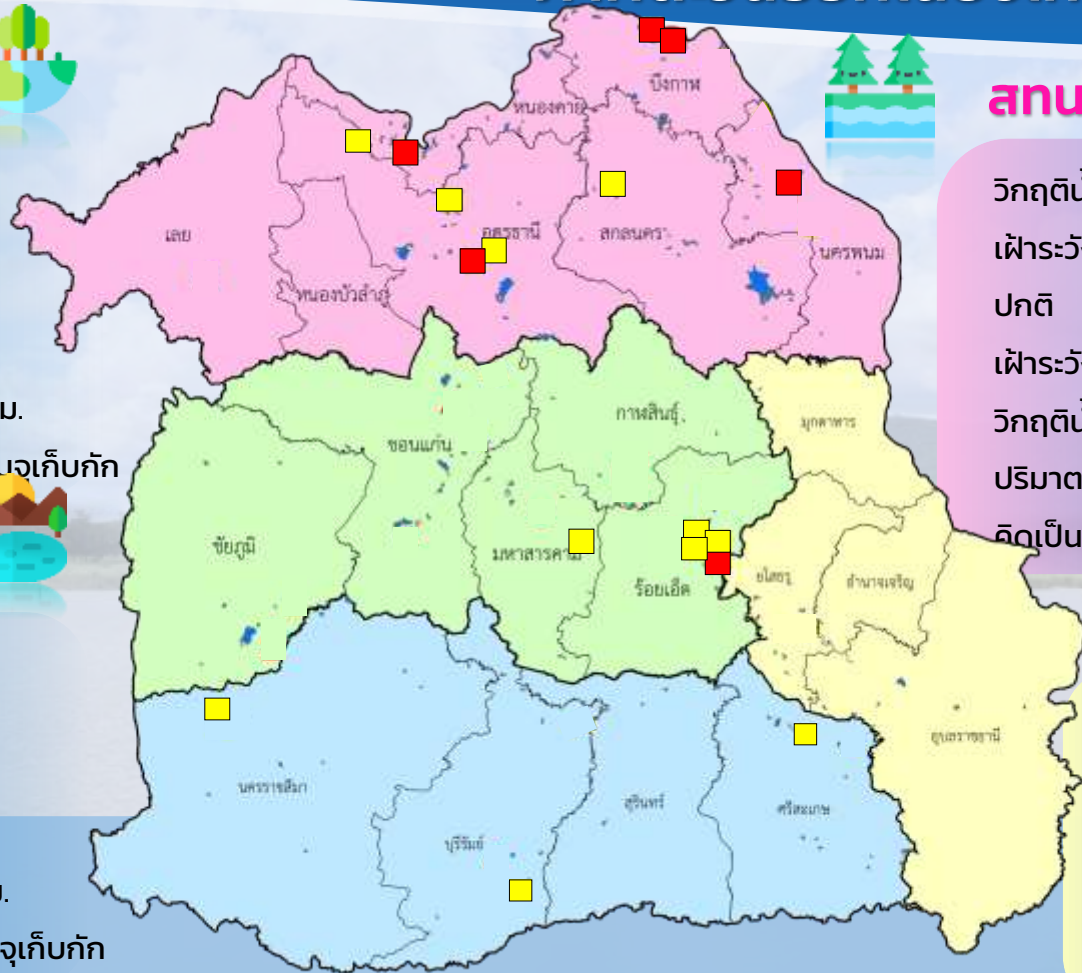 สทน
วิกฤติน้
เฝ้าระวัง
ปกติ
เฝ้าระวัง
วิกฤติน้
ปริมาต
คิดเป็น
ม.
มจุเก็บกัก
จุเก็บกัก
บึงกาฬ
หนองคาย
เลย
อุดรธานี
สกลนคร
นครพนม
หนองบัวลำภู
กาฬสินธุ์
มุกดาหาร
ขอนแก่น
ชัยภูมิ
มหาสารคาม
ร้อยเอ็ด
ยโสธร
อำนาจเจริญ
อุบลราชธานี
นครราชสีมา
บุรีรัมย์
สุรินทร์
ศรีสะเกษ